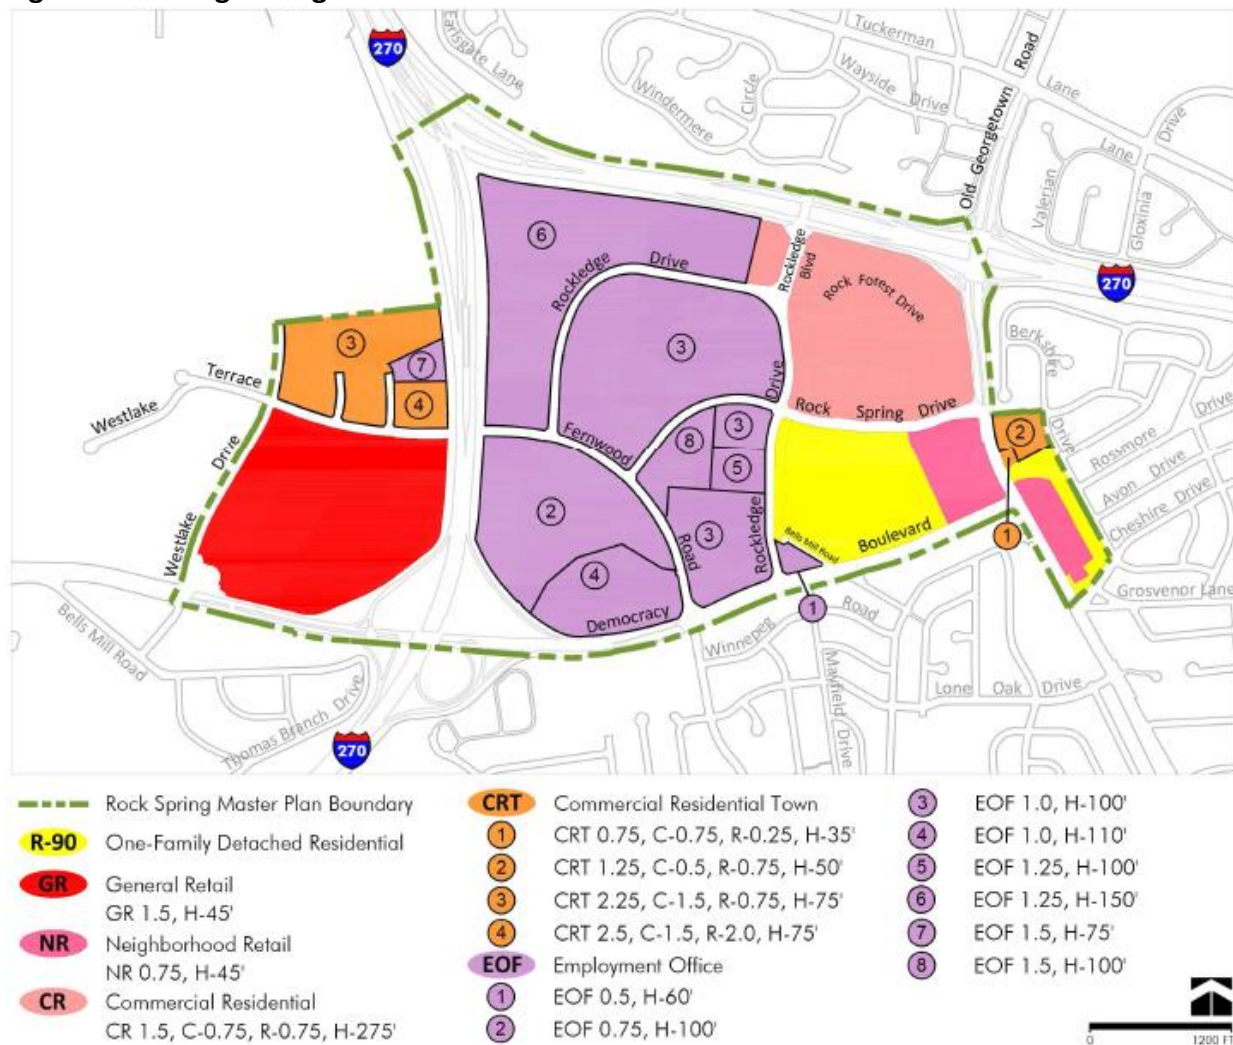 270
Earlsgate Lane
Tuckerman
Lane
Wayside Drive
Windermere
Circle
Old Georgetown Road
Valerian
Lane
Gloxinia
Drive
6
Rockledge
Drive
Rockledge
Blvd
Rock Forest Drive
270
Berkshire
Drive
3
7
4
3
Terrace
Westlake
Drive
Westlake
Fernwood
Road
Drive
Rock Spring Drive
8
3
5
2
3
4
Rockledge
2
1
Rossmore
Drive
Avon Drive
Cheshire Drive
Grosvenor Lane
Bells Mill Road
Boulevard
Democracy
1
Winnepeg
Road
Mayfield Drive
Lone Oak Drive
Bells Mill Road
Thomas Branch Drive
270
Rock Spring Master Plan Boundary
R-90 One-Family Detached Residential
GR General Retail
GR 1.5, H-45'
NR Neighborhood Retail
NR 0.75, H-45'
CR Commercial Residential
CR 1.5, C-0.75, R-0.75, H-275'
CRT Commercial Residential Town
1 CRT 0.75, C-0.75, R-0.25, H-35'
2 CRT 1.25, C-0.5, R-0.75, H-50'
3 CRT 2.25, C-1.5, R-0.75, H-75'
4 CRT 2.5, C-1.5, R-2.0, H-75'
EOF Employment Office
1 EOF 0.5, H-60'
2 EOF 0.75, H-100'
3 EOF 1.0, H-100'
4 EOF 1.0, H-110'
5 EOF 1.25, H-100'
6 EOF 1.25, H-150'
7 EOF 1.5, H-75'
8 EOF 1.5, H-100'
0 1200 FT